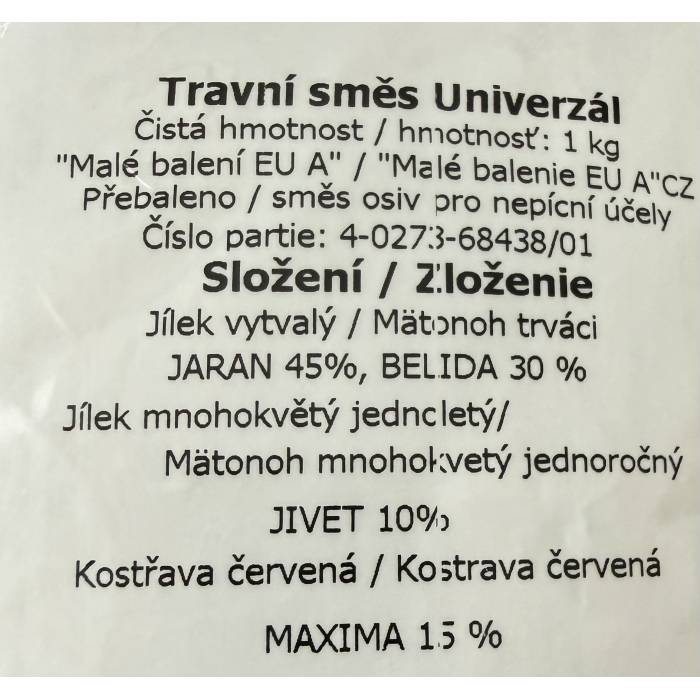 Travní směs Univerzál
Čistá hmotnost / hmotnosť: 1 kg
"Malé balení EU A" / "Malé balenie EU A"CZ
Přebaleno / směs osiv pro nepícní účely
Číslo partie: 4-0273-68438/01
Složení / Zloženie
Jílek vytvalý / Mätonoh trváci
JARAN 45%, BELIDA 30 %
Jílek mnohokvětý jednoletý/
Mätonoh mnohokvetý jednoročný
JIVET 10%
Kostřava červená / Kostrava červená
MAXIMA 15 %